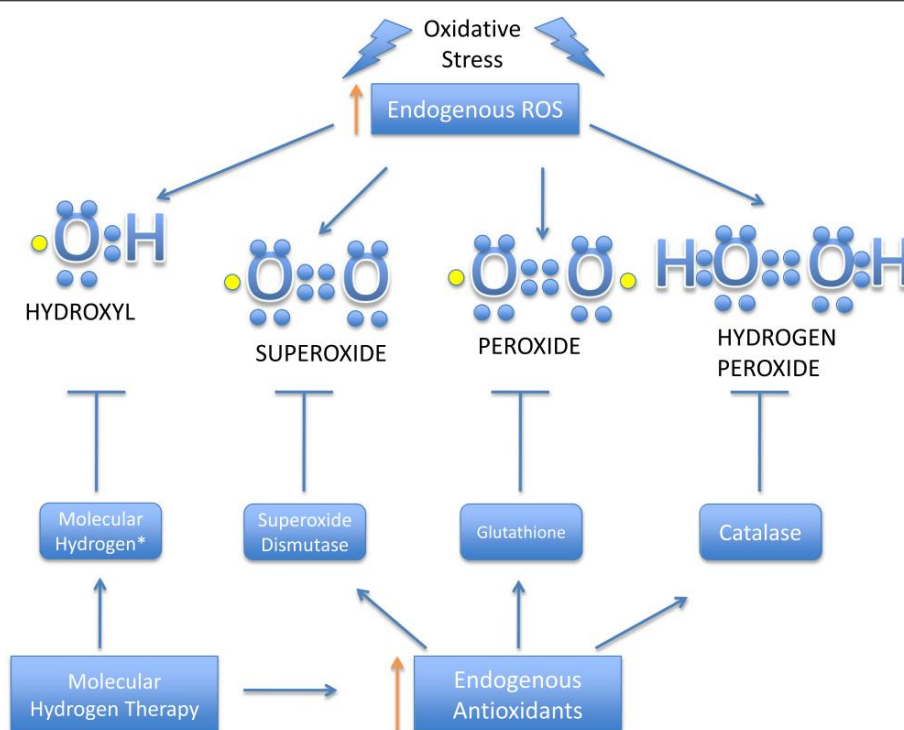 Oxidative
Stress
Endogenous ROS
O:H
HYDROXYL
O::O
SUPEROXIDE
O::O
PEROXIDE
H:O::O:H
HYDROGEN
PEROXIDE
Molecular
Hydrogen*
Superoxide
Dismutase
Glutathione
Catalase
Molecular
Hydrogen Therapy
Endogenous
Antioxidants